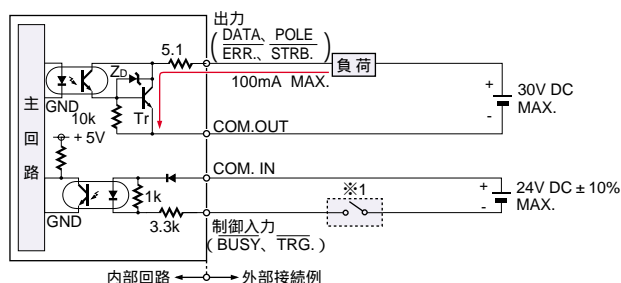 出力
(DATA、POLE
ERR.、STRB.)
5.1
ZD
負荷
100mA MAX.
+
30V DC
MAX.
-
主回路
GND
10k
Tr
+5V
COM.OUT
COM. IN
※1
+
24V DC ± 10%
MAX.
-
1k
GND
3.3k
制御入力
(BUSY、TRG.)
内部回路
外部接続例